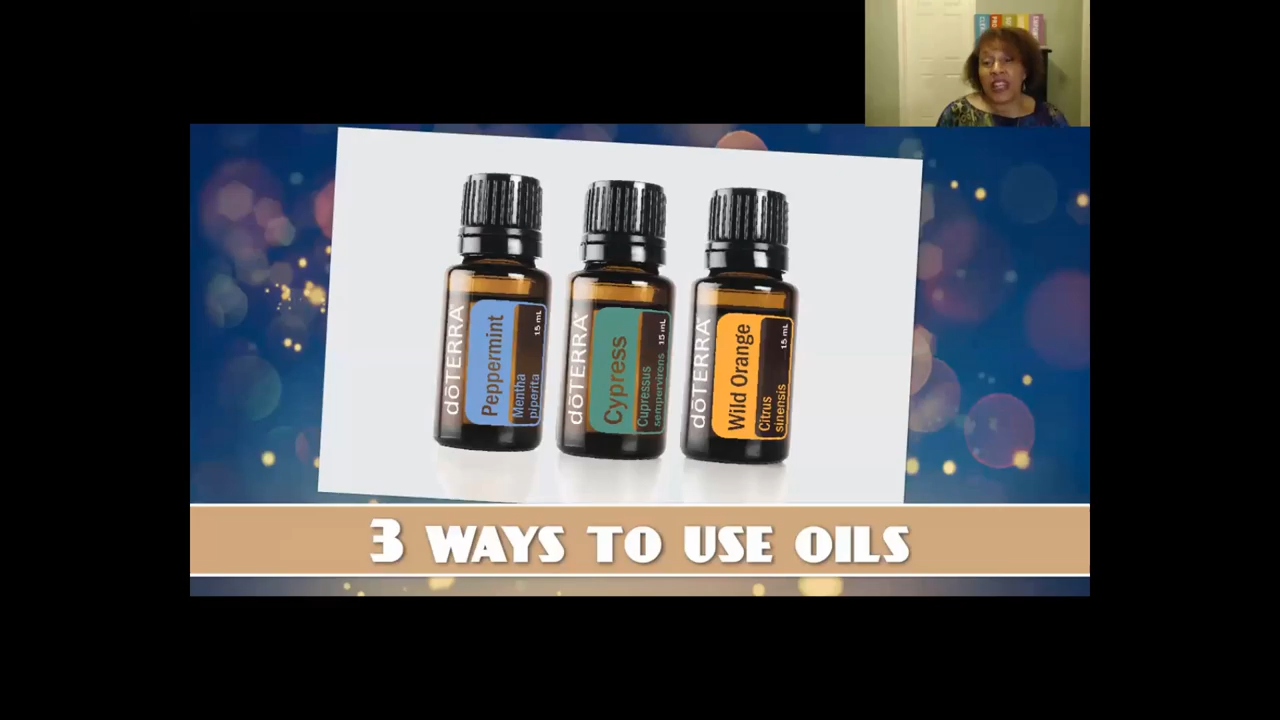 dōTERRA
Peppermint
Mentha
piperita
15 mL
dōTERRA
Cypress
Cupressus
sempervirens
15 mL
dōTERRA
Wild Orange
Citrus
sinensis
15 mL
3 WAYS TO USE OILS